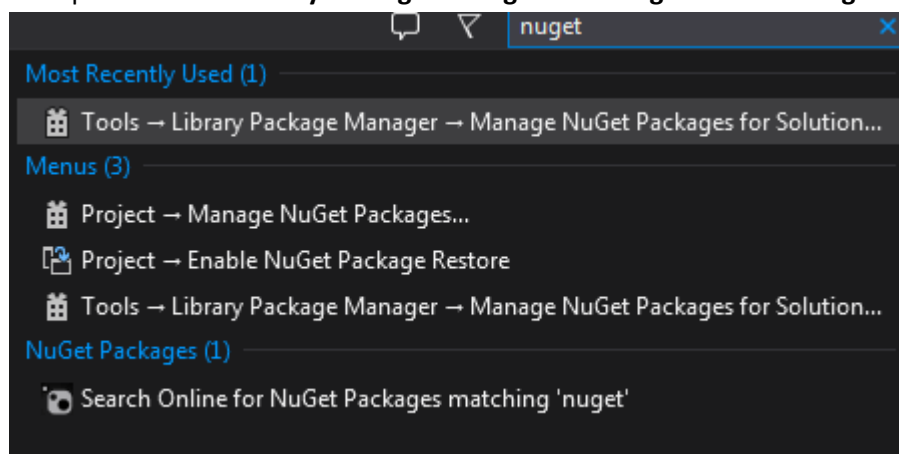 nuget
Most Recently Used (1)
Tools → Library Package Manager → Manage NuGet Packages for Solution...
Menus (3)
Project → Manage NuGet Packages...
Project → Enable NuGet Package Restore
Tools → Library Package Manager → Manage NuGet Packages for Solution...
NuGet Packages (1)
Search Online for NuGet Packages matching 'nuget'